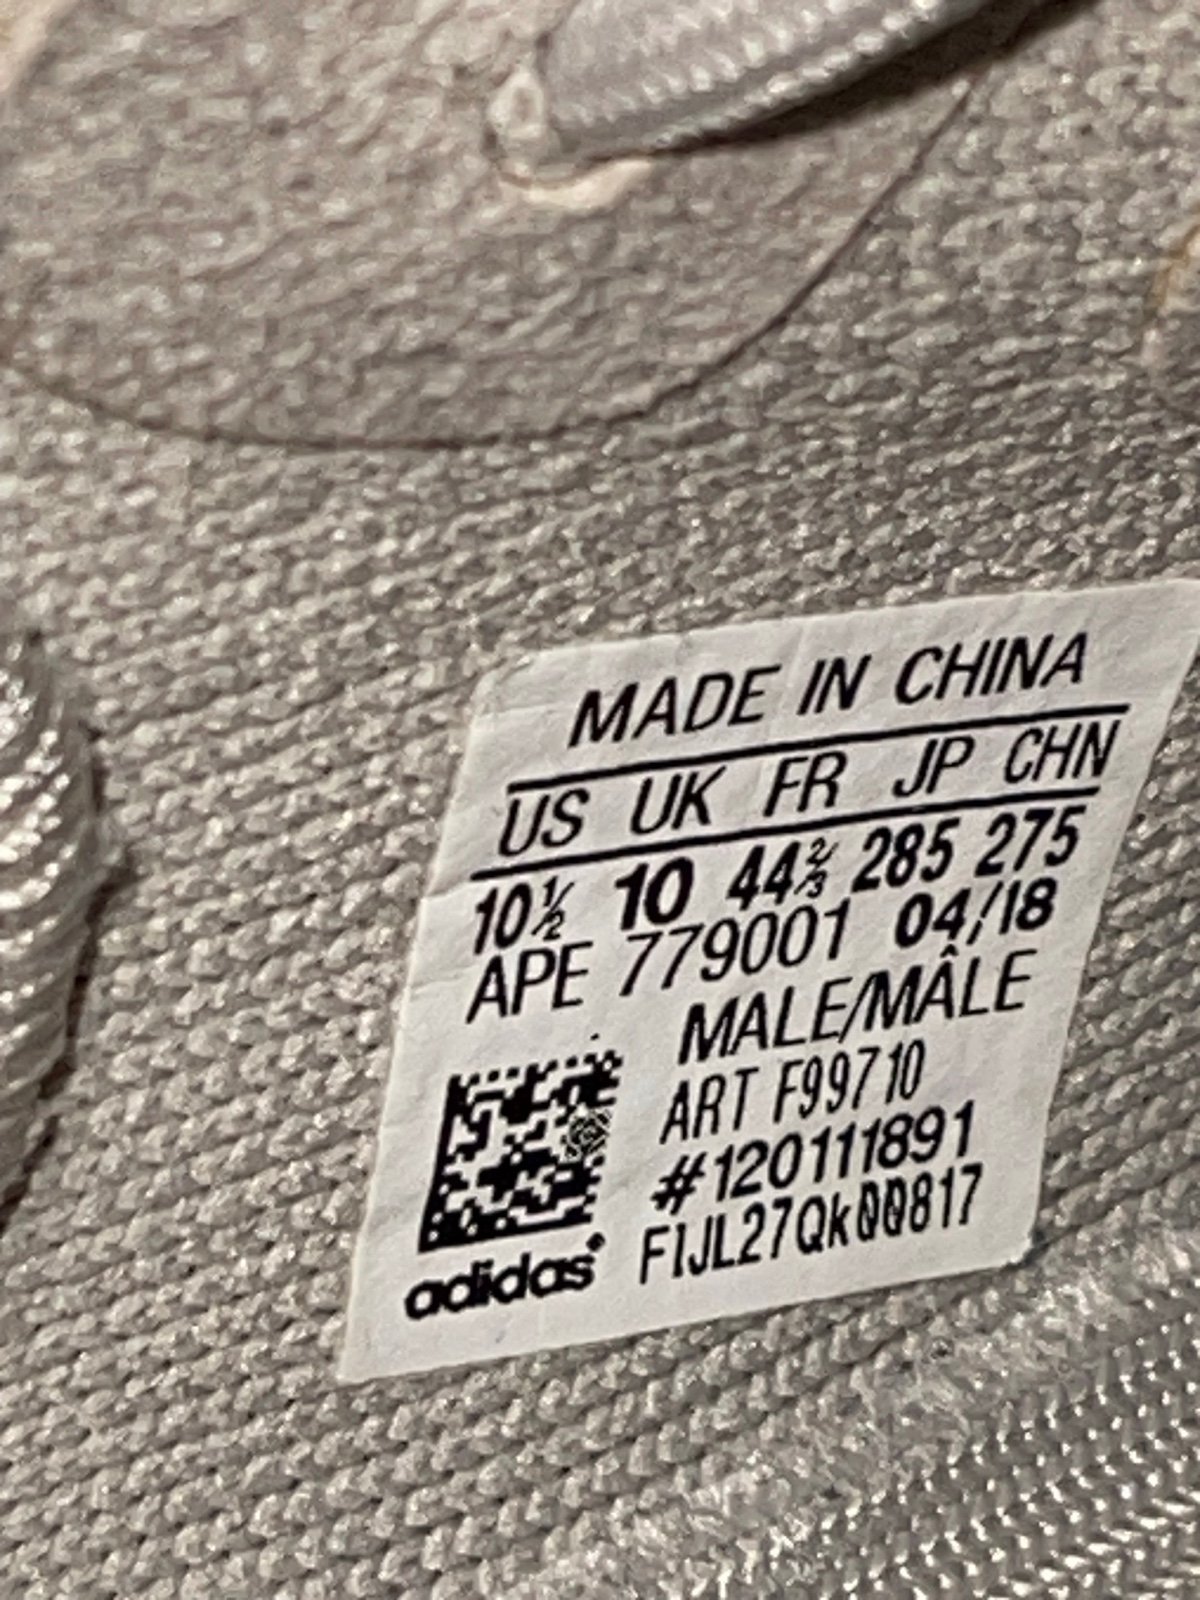 MADE IN CHINA
US UK FR JP CHN
10½ 10 44⅔ 285 275
APE 779001 04/18
MALE/MÂLE
ART F99710
#120111891
adidas® F1JL27Qk00817